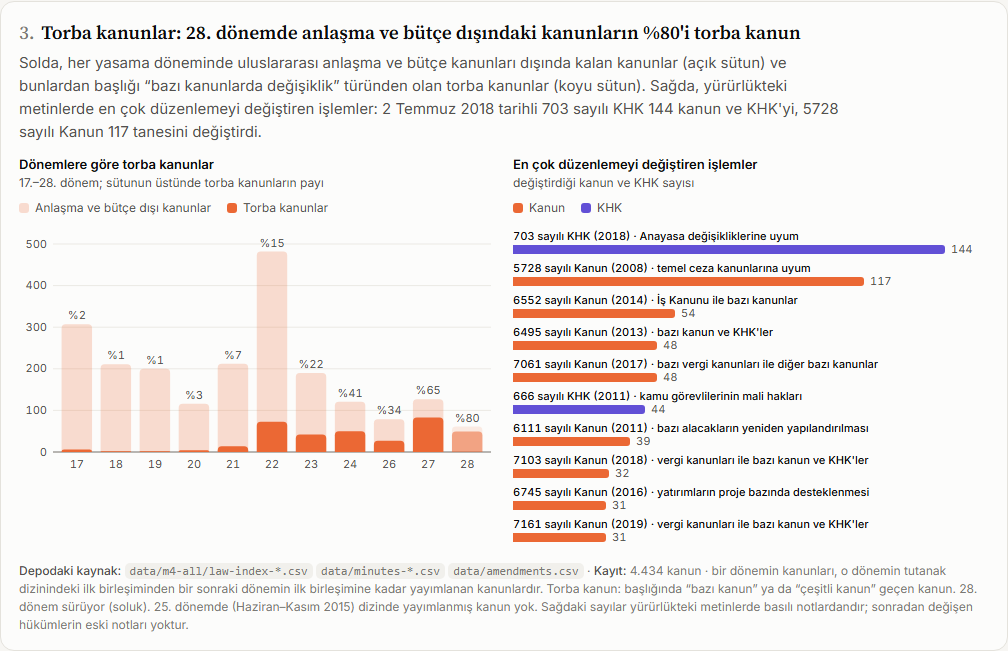 3. Torba kanunlar: 28. dönemde anlaşma ve bütçe dışındaki kanunların %80'i torba kanun
Solda, her yasama döneminde uluslararası anlaşma ve bütçe kanunları dışında kalan kanunlar (açık sütun) ve
bunlardan başlığı “bazı kanunlarda değişiklik” türünden olan torba kanunlar (koyu sütun). Sağda, yürürlükteki
metinlerde en çok düzenlemeyi değiştiren işlemler: 2 Temmuz 2018 tarihli 703 sayılı KHK 144 kanun ve KHK'yi, 5728
sayılı Kanun 117 tanesini değiştirdi.
Dönemlere göre torba kanunlar
17.–28. dönem; sütunun üstünde torba kanunların payı
Anlaşma ve bütçe dışı kanunlar Torba kanunlar
500
400
300
200
100
0
%2 %1 %1 %3 %7 %15 %22 %41 %34 %65 %80
17 18 19 20 21 22 23 24 26 27 28
En çok düzenlemeyi değiştiren işlemler
değiştirdiği kanun ve KHK sayısı
Kanun KHK
703 sayılı KHK (2018) · Anayasa değişikliklerine uyum
144
5728 sayılı Kanun (2008) · temel ceza kanunlarına uyum
117
6552 sayılı Kanun (2014) · İş Kanunu ile bazı kanunlar
54
6495 sayılı Kanun (2013) · bazı kanun ve KHK'ler
48
7061 sayılı Kanun (2017) · bazı vergi kanunları ile diğer bazı kanunlar
48
666 sayılı KHK (2011) · kamu görevlilerinin mali hakları
44
6111 sayılı Kanun (2011) · bazı alacakların yeniden yapılandırılması
39
7103 sayılı Kanun (2018) · vergi kanunları ile bazı kanun ve KHK'ler
32
6745 sayılı Kanun (2016) · yatırımların proje bazında desteklenmesi
31
7161 sayılı Kanun (2019) · vergi kanunları ile bazı kanun ve KHK'ler
31
Depodaki kaynak: data/m4-all/law-index-*.csv data/minutes-*.csv data/amendments.csv · Kayıt: 4.434 kanun · bir dönemin kanunları, o dönemin tutanak
dizinindeki ilk birleşiminden bir sonraki dönemin ilk birleşimine kadar yayımlanan kanunlardır. Torba kanun: başlığında “bazı kanun” ya da “çeşitli kanun” geçen kanun. 28.
dönem sürüyor (soluk). 25. dönemde (Haziran–Kasım 2015) dizinde yayımlanmış kanun yok. Sağdaki sayılar yürürlükteki metinlerde basılı notlardandır; sonradan değişen
hükümlerin eski notları yoktur.